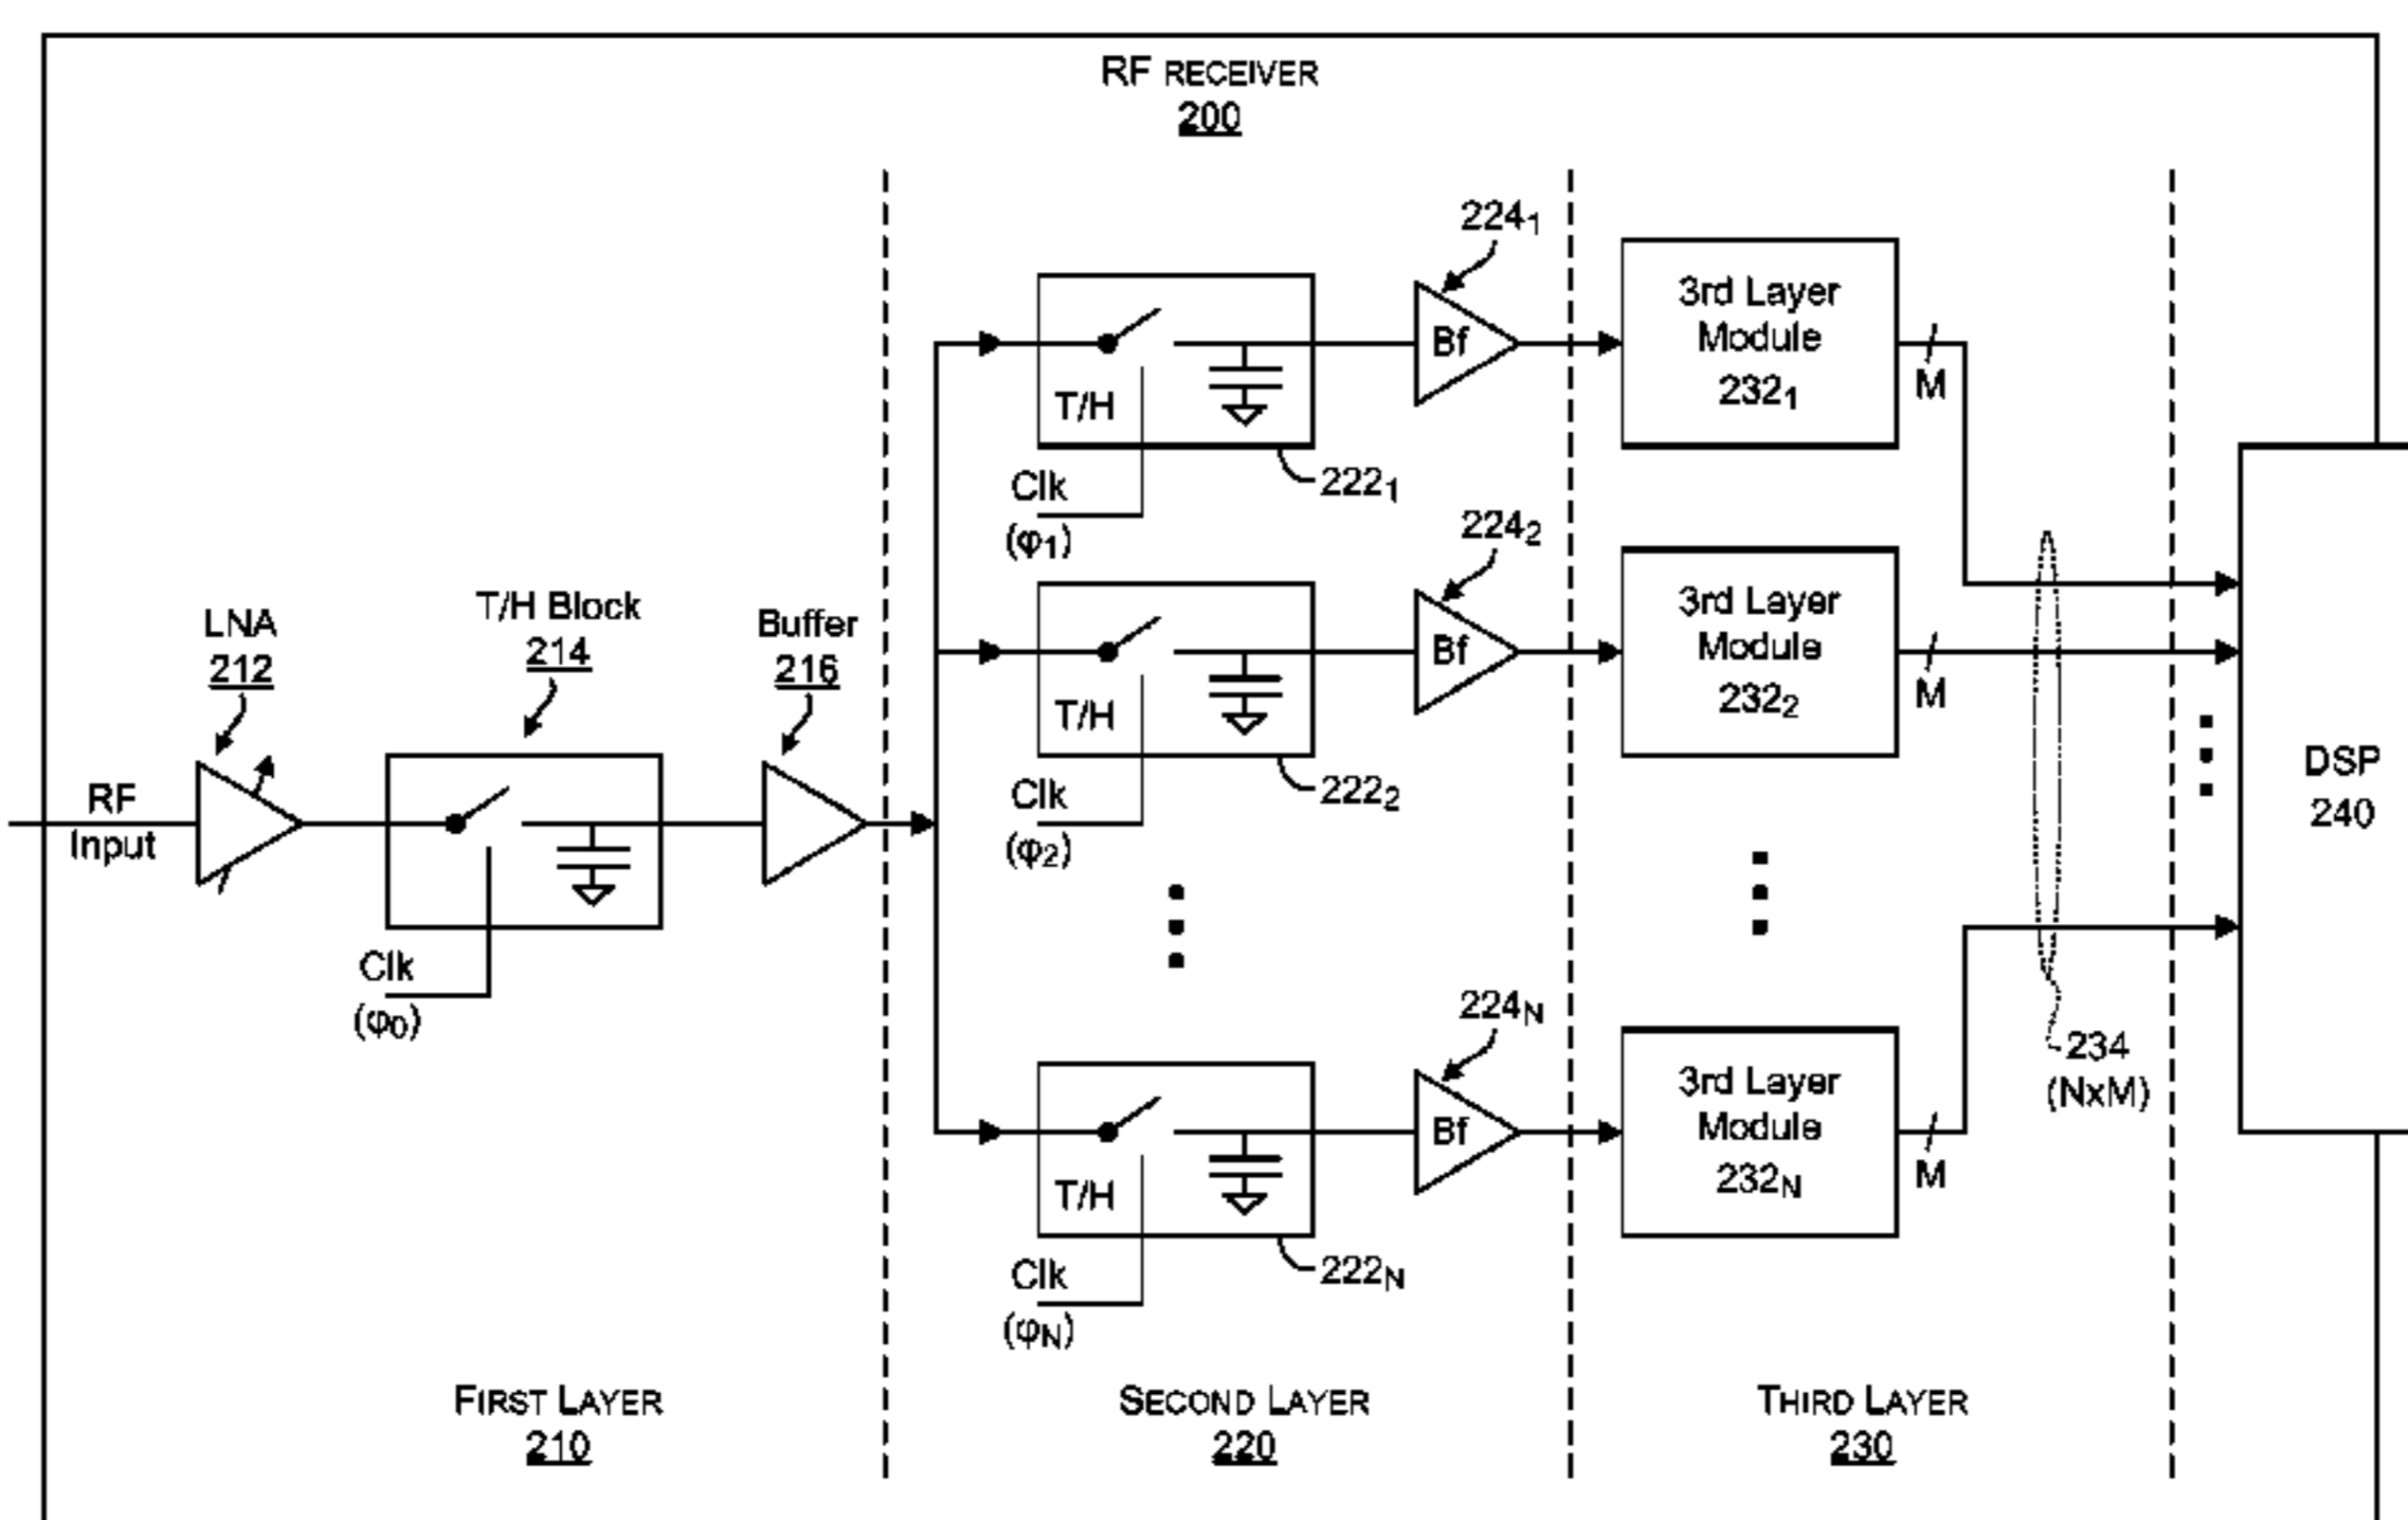 RF RECEIVER
200
224₁
3rd Layer
Module
232₁
Bf
T/H
M
Clk
(φ₁)
222₁
224₂
3rd Layer
Module
232₂
Bf
T/H
M
Clk
(φ₂)
222₂
LNA
212
T/H Block
214
Buffer
216
RF
Input
Clk
(φ₀)
DSP
240
224N
3rd Layer
Module
232N
Bf
T/H
M
Clk
(φN)
222N
234
(NxM)
FIRST LAYER
210
SECOND LAYER
220
THIRD LAYER
230